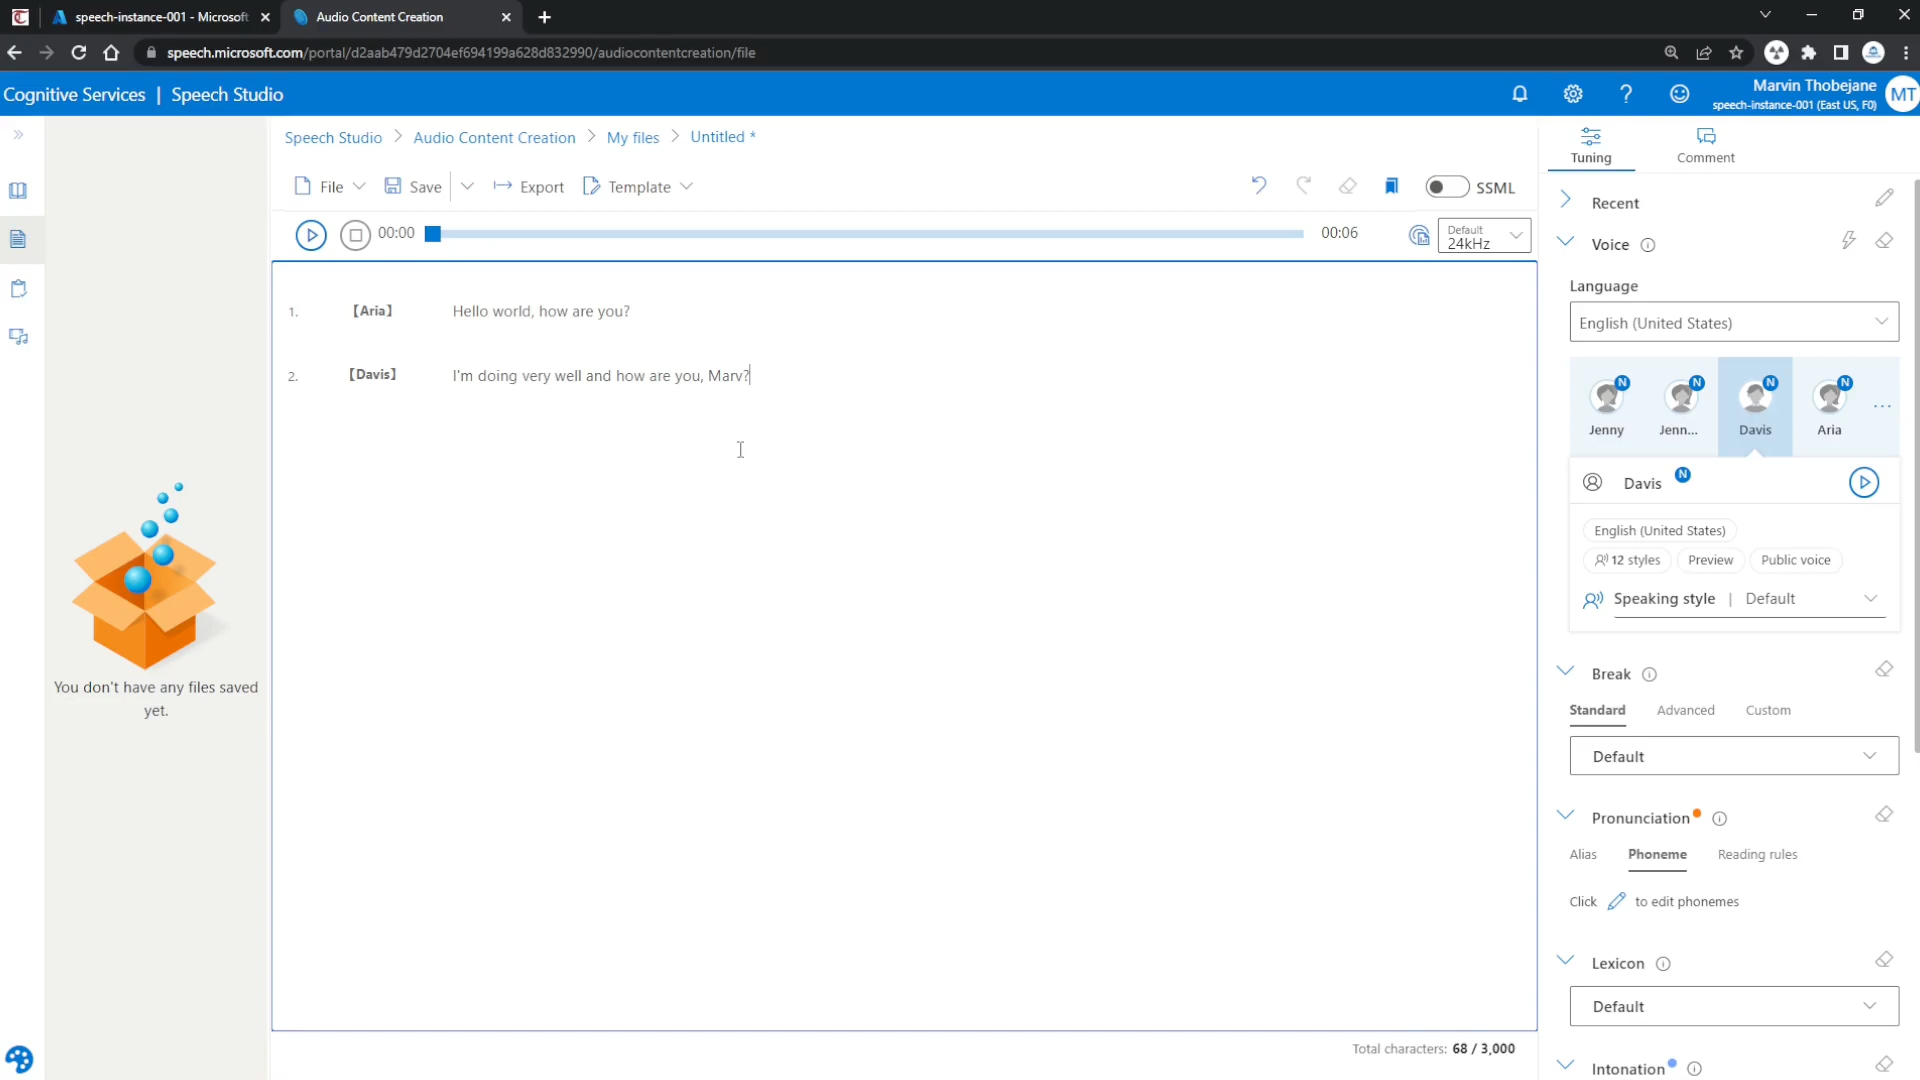 speech-instance-001 - Microsoft
Audio Content Creation
speech.microsoft.com/portal/d2aab479d2704ef694199a628d832990/audiocontentcreation/file
Cognitive Services | Speech Studio
Marvin Thobejane
speech-instance-001 (East US, F0)
MT
Speech Studio > Audio Content Creation > My files > Untitled *
File
Save
Export
Template
SSML
00:00
00:06
Default
24kHz
1. 【Aria】 Hello world, how are you?
2. 【Davis】 I'm doing very well and how are you, Marv?
You don't have any files saved
yet.
Total characters: 68 / 3,000
Tuning
Comment
Recent
Voice
Language
English (United States)
N N N N
Jenny Jenn... Davis Aria ...
Davis N
English (United States)
12 styles Preview Public voice
Speaking style | Default
Break
Standard Advanced Custom
Default
Pronunciation
Alias Phoneme Reading rules
Click to edit phonemes
Lexicon
Default
Intonation